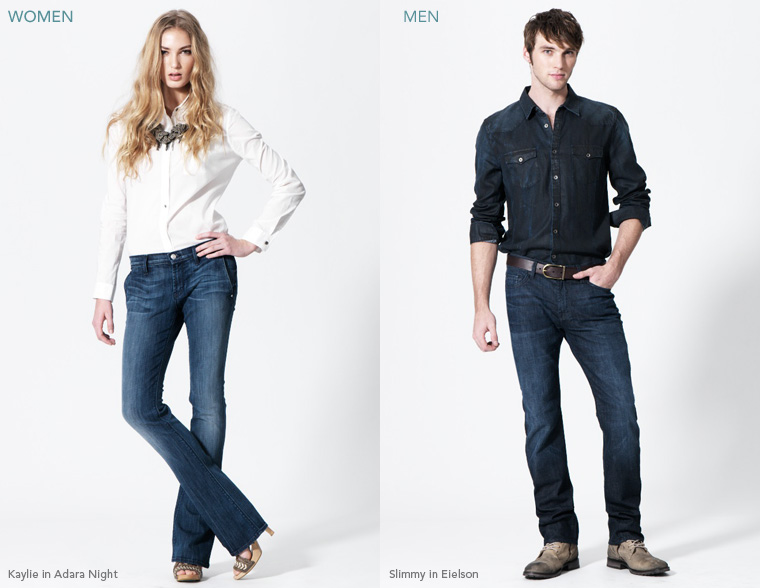 WOMEN
MEN
Kaylie in Adara Night
Slimmy in Eielson